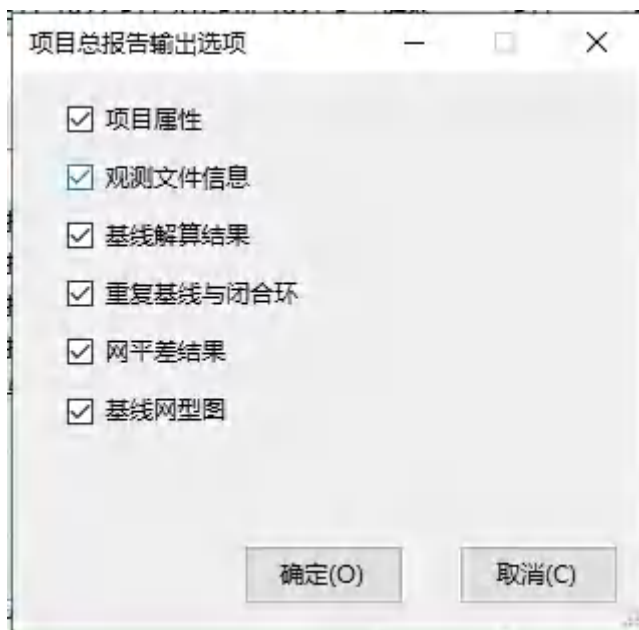 项目总报告输出选项
项目属性
观测文件信息
基线解算结果
重复基线与闭合环
网平差结果
基线网型图
确定(O) 取消(C)